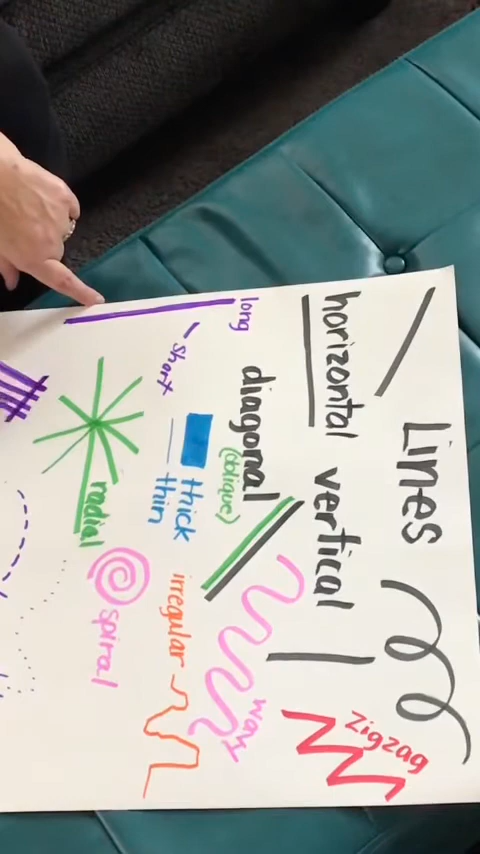 Lines
horizontal vertical
zigzag
long
diagonal
(oblique)
wavy
short
thick
thin
irregular
radial
spiral